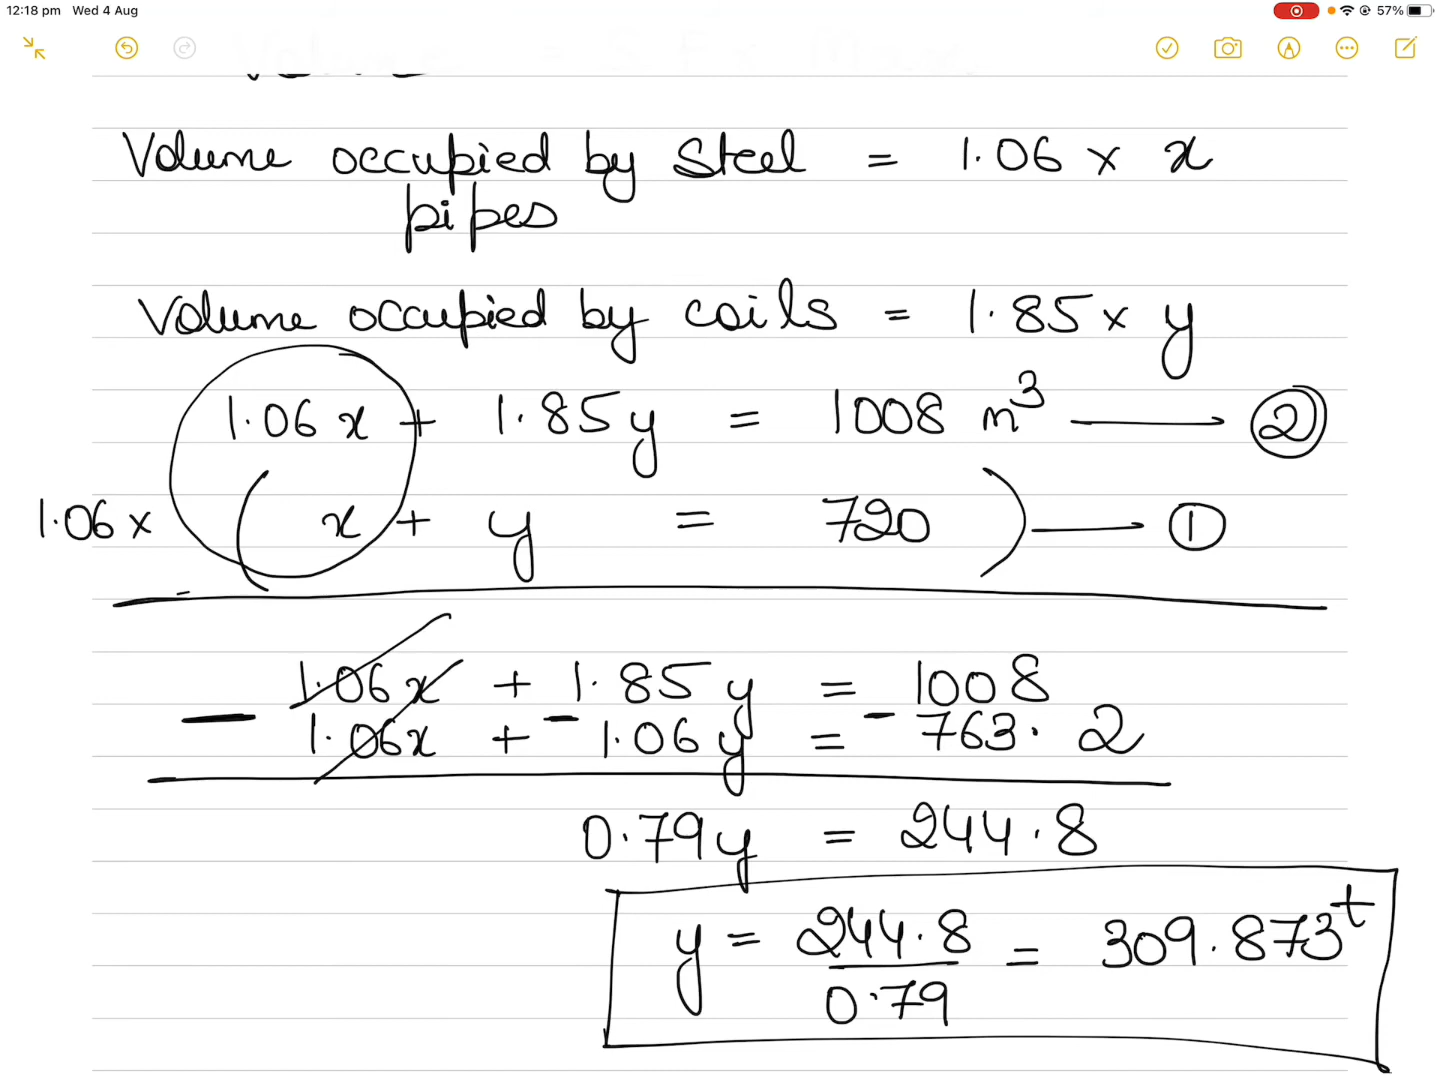 12:18 pm Wed 4 Aug 57%
Volume occupied by Steel = 1.06 × x
pipes
Volume occupied by coils = 1.85 × y
1.06 x + 1.85 y = 1008 m³ ②
1.06 × ( x + y = 720 ) ①
1.06 x + 1.85 y = 1008
- 1.06x + - 1.06 y = - 763.2
0.79 y = 244.8
y = 244.8 / 0.79 = 309.873 t